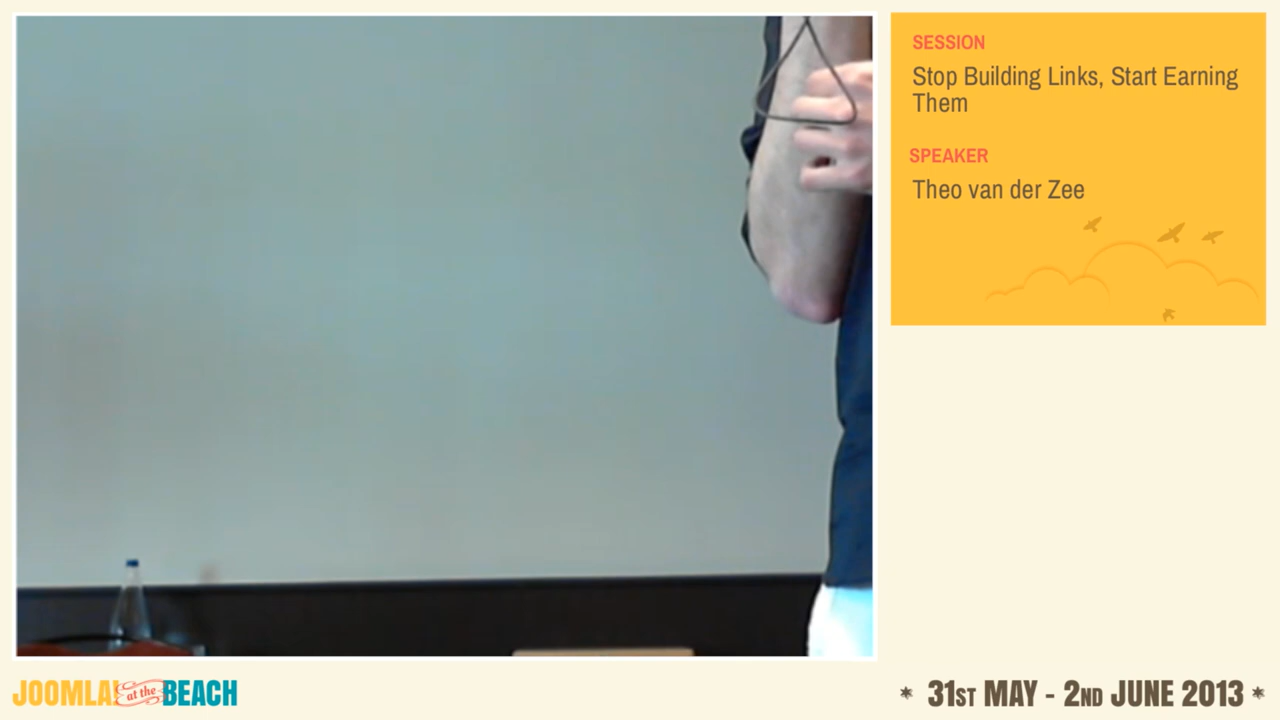 SESSION
Stop Building Links, Start Earning
Them
SPEAKER
Theo van der Zee
JOOMLA! at the BEACH
* 31ST MAY - 2ND JUNE 2013 *